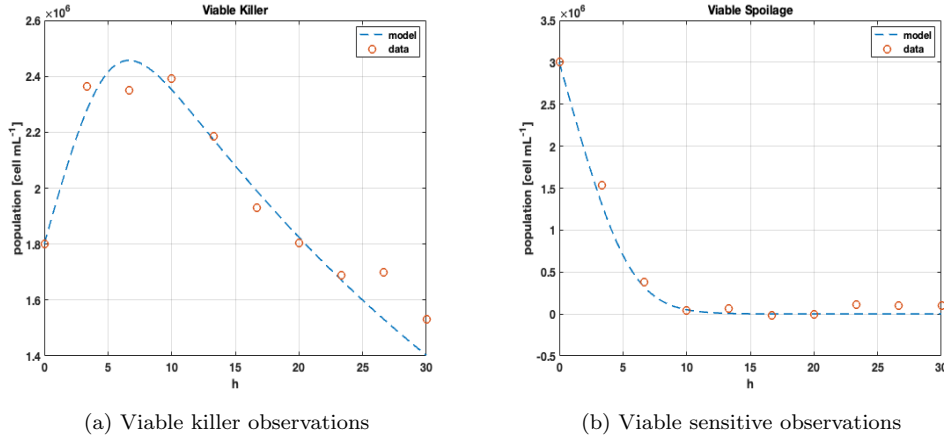 Viable Killer
×10^6
2.6
2.4
2.2
2
1.8
1.6
1.4
population [cell mL^-1]
model
data
0 5 10 15 20 25 30
h
(a) Viable killer observations
Viable Spoilage
×10^6
3.5
3
2.5
2
1.5
1
0.5
0
-0.5
population [cell mL^-1]
model
data
0 5 10 15 20 25 30
h
(b) Viable sensitive observations